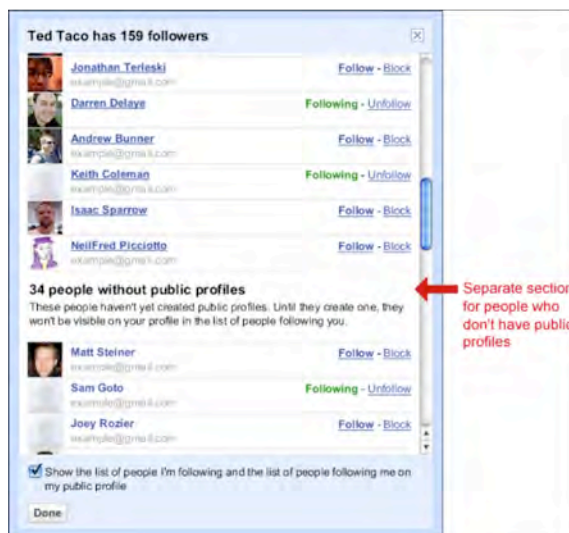 Ted Taco has 159 followers
Jonathan Terleski Follow - Block
example@gmail.com
Darren Delaye Following - Unfollow
Andrew Bunner Follow - Block
example@gmail.com
Keith Coleman Following - Unfollow
example@gmail.com
Isaac Sparrow Follow - Block
NeilFred Picciotto Follow - Block
example@gmail.com
34 people without public profiles
These people haven't yet created public profiles. Until they create one, they
won't be visible on your profile in the list of people following you.
Separate section
for people who
don't have public
profiles
Matt Steiner Follow - Block
example@gmail.com
Sam Goto Following - Unfollow
example@gmail.com
Joey Rozier Follow - Block
example@gmail.com
Show the list of people I'm following and the list of people following me on
my public profile
Done